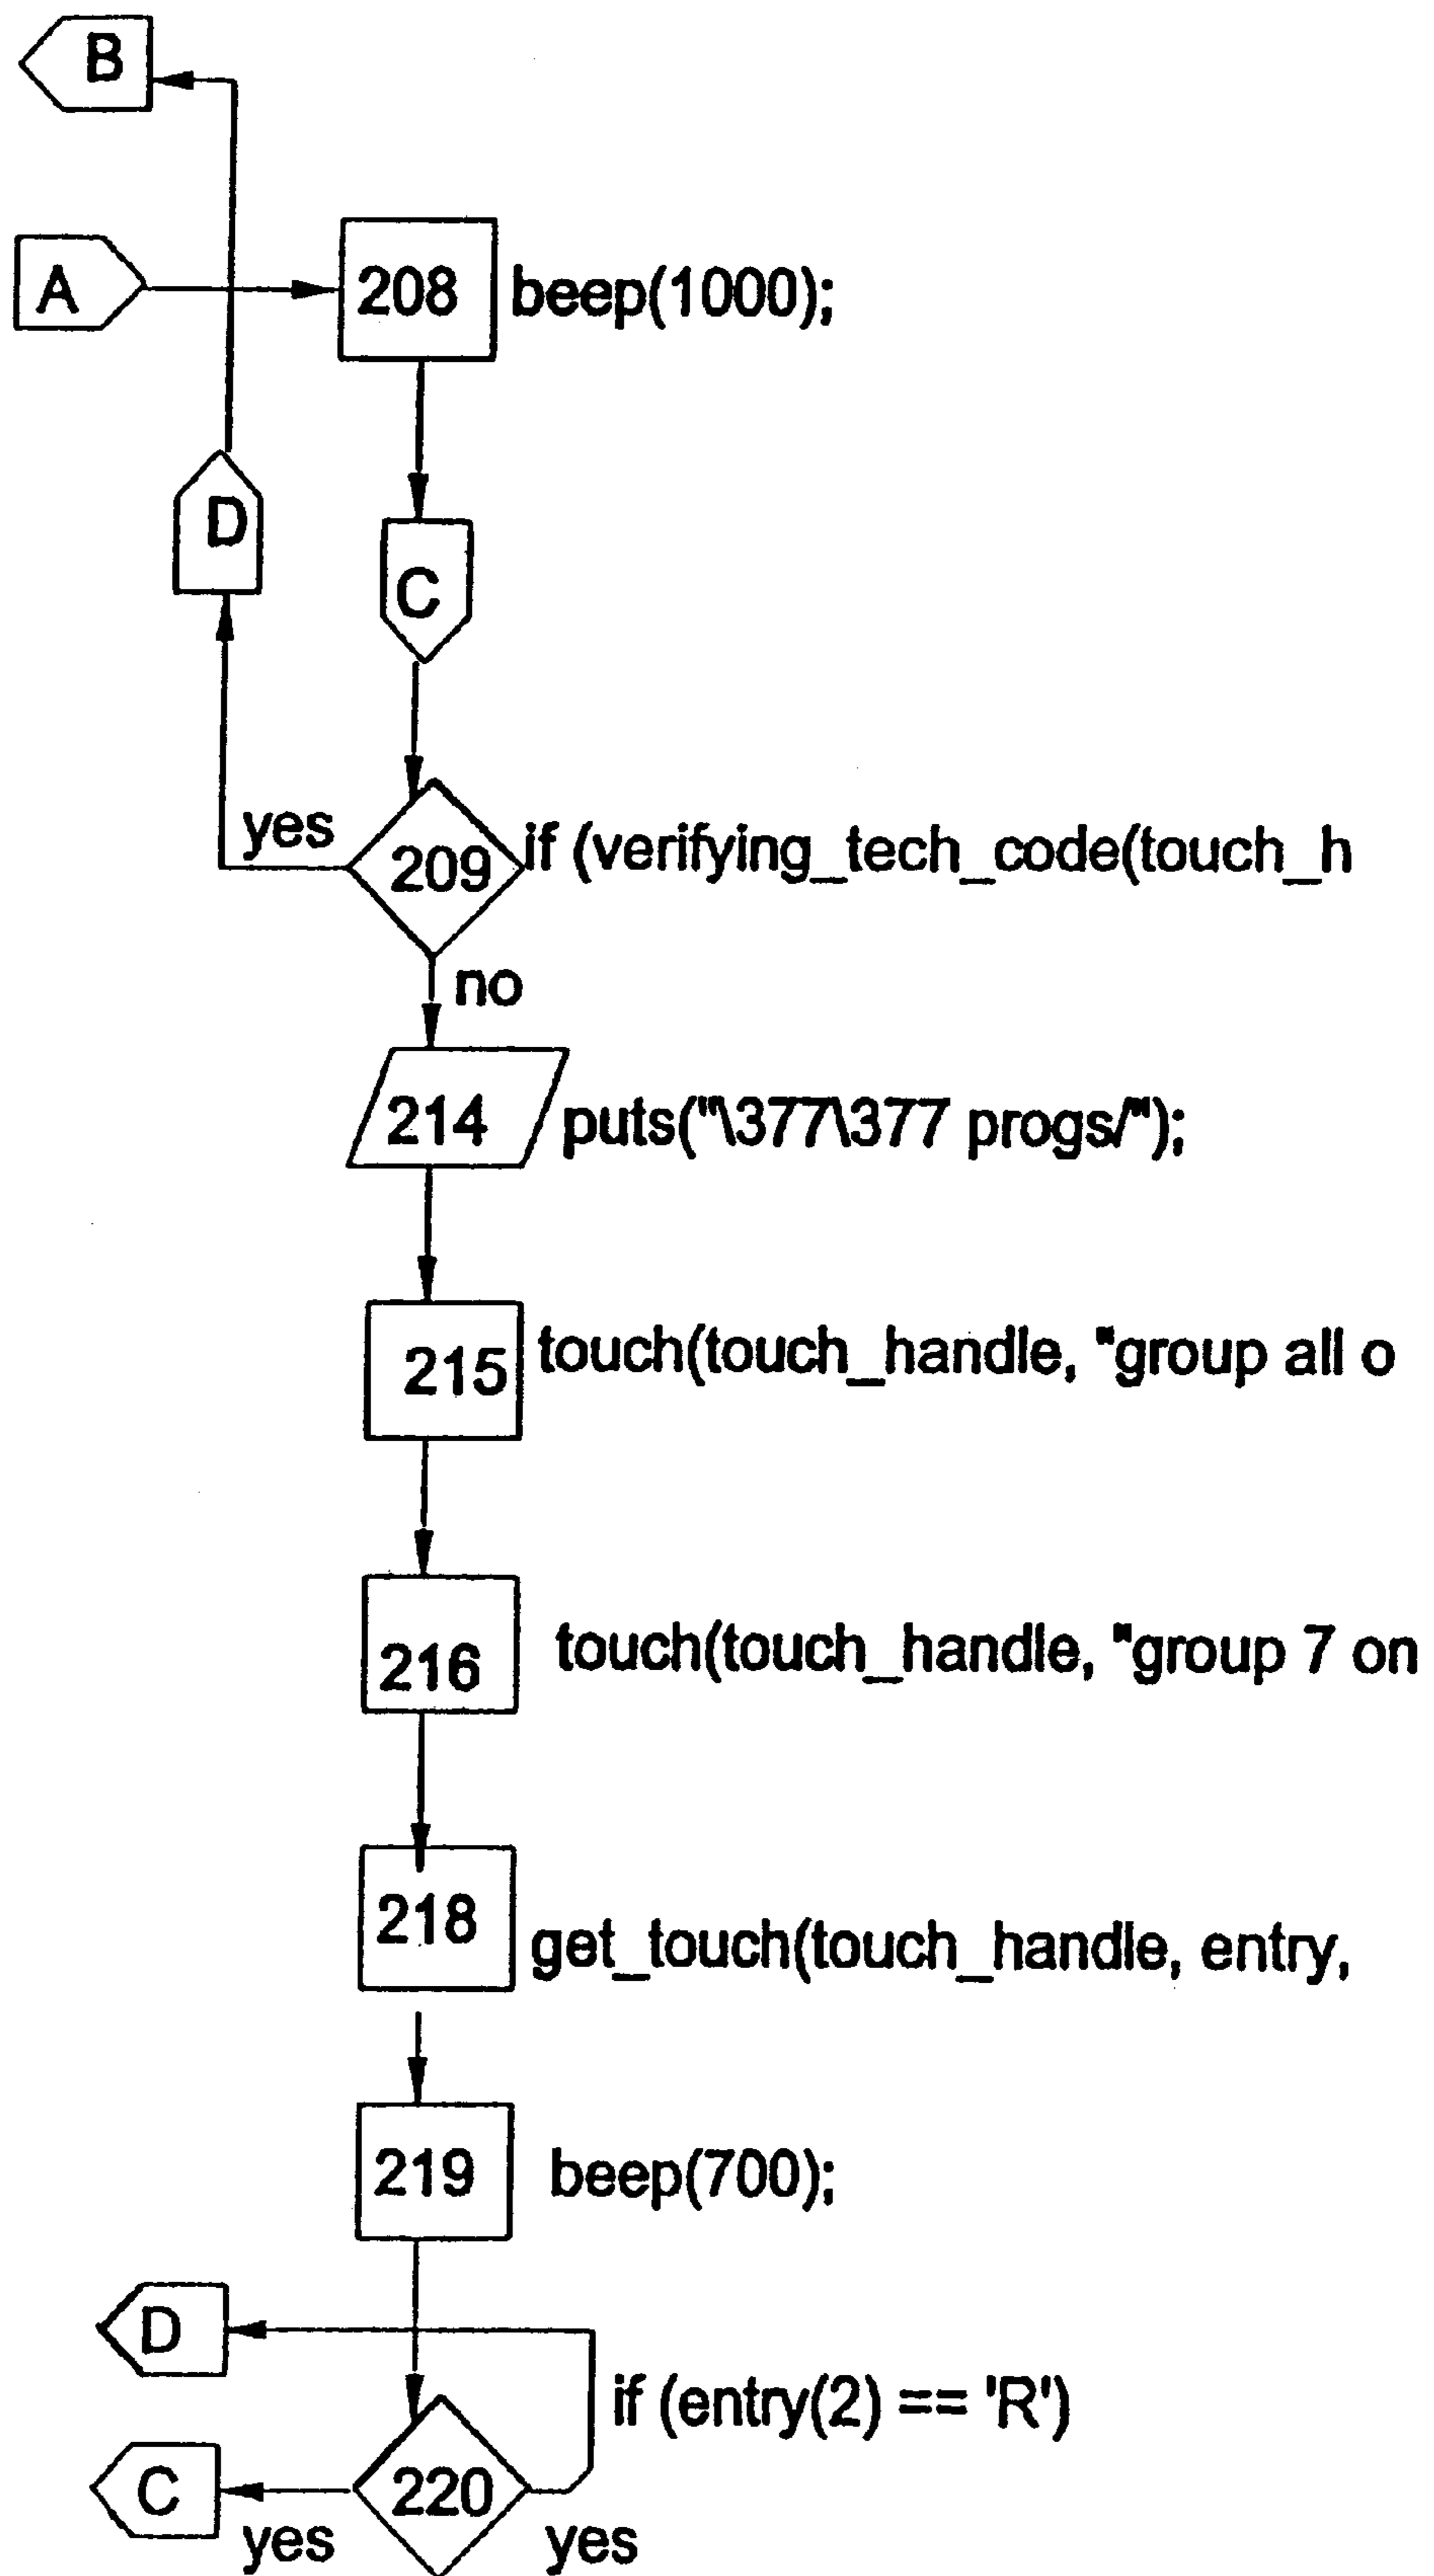 B
A
208 beep(1000);
D
C
yes
209 if (verifying_tech_code(touch_h
no
214 puts("\377\377 progs/");
215 touch(touch_handle, "group all o
216 touch(touch_handle, "group 7 on
218 get_touch(touch_handle, entry,
219 beep(700);
D
if (entry(2) == 'R')
C
220
yes yes